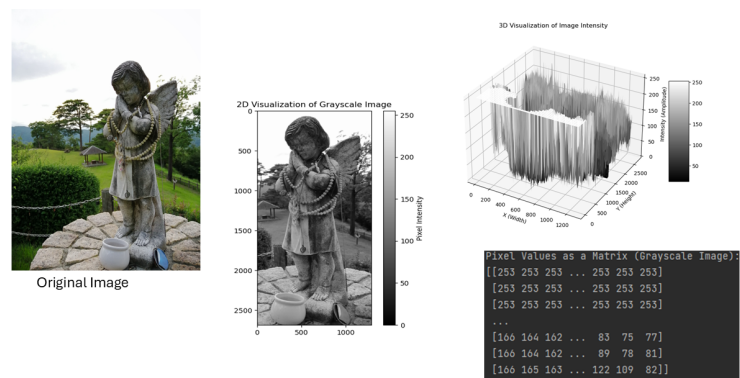 Original Image
2D Visualization of Grayscale Image
0
500
1000
1500
2000
2500
0 500 1000
250
200
150
100
50
0
Pixel Intensity
3D Visualization of Image Intensity
250
200
150
100
50
0
Intensity (Amplitude)
0 200 400 600 800 1000 1200
X (Width)
0 500 1000 1500 2000 2500
Y (Height)
250
200
150
100
50
Pixel Values as a Matrix (Grayscale Image):
[[253 253 253 ... 253 253 253]
[253 253 253 ... 253 253 253]
[253 253 253 ... 253 253 253]
...
[166 164 162 ... 83 75 77]
[166 164 162 ... 89 78 81]
[166 165 163 ... 122 109 82]]